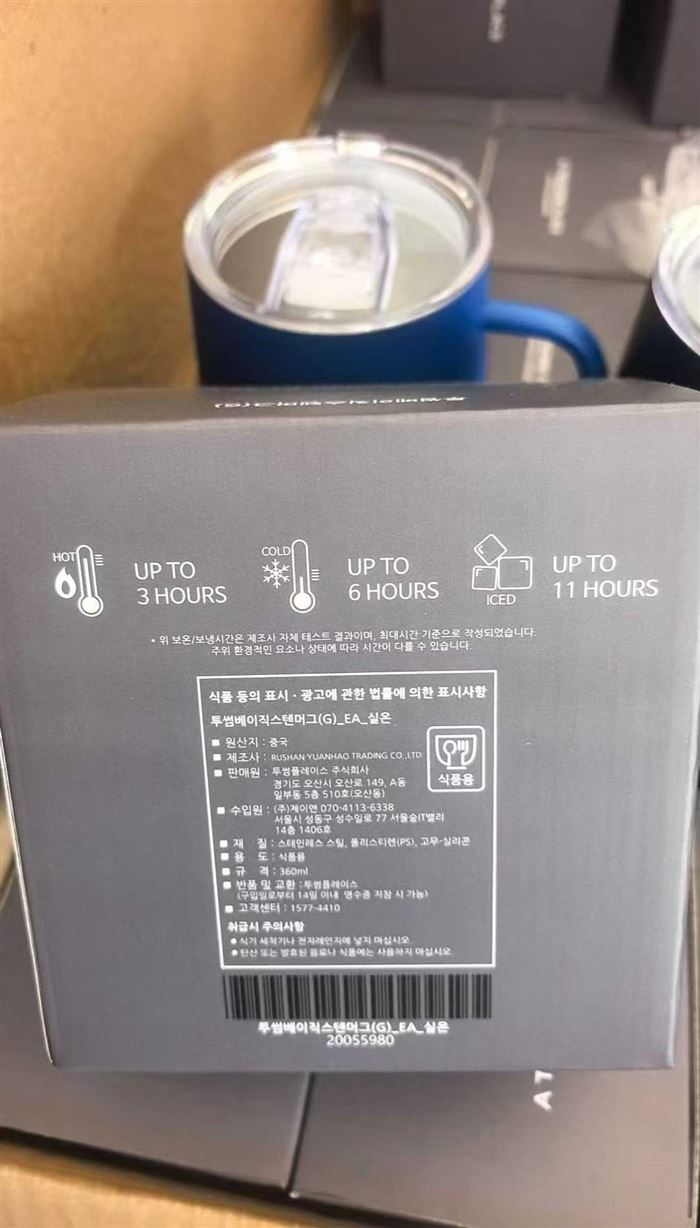 HOT
UP TO
3 HOURS
COLD
UP TO
6 HOURS
ICED
UP TO
11 HOURS
* 위 보온/보냉시간은 제조사 자체 테스트 결과이며, 최대시간 기준으로 작성되었습니다.
주위 환경적인 요소나 상태에 따라 시간이 다를 수 있습니다.
식품 등의 표시 · 광고에 관한 법률에 의한 표시사항
투썸베이직스텐머그(G)_EA_실온
■ 원산지 : 중국
■ 제조사 : RUSHAN YUANHAO TRADING CO.,LTD
■ 판매원 : 투썸플레이스 주식회사
경기도 오산시 오산로 149, A동
일부동 5층 510호(오산동)
식품용
■ 수입원 : (주)제이앤 070-4113-6338
서울시 성동구 성수일로 77 서울숲IT밸리
14층 1406호
■ 재 질 : 스테인레스 스틸, 폴리스티렌(PS), 고무-실리콘
■ 용 도 : 식품용
■ 규 격 : 360ml
■ 반품 및 교환 : 투썸플레이스
(구입일로부터 14일 이내 영수증 지참 시 가능)
■ 고객센터 : 1577-4410
취급시 주의사항
● 식기 세척기나 전자레인지에 넣지 마십시오.
● 탄산 또는 발효된 음료나 식품에는 사용하지 마십시오.
투썸베이직스텐머그(G)_EA_실온
20055980